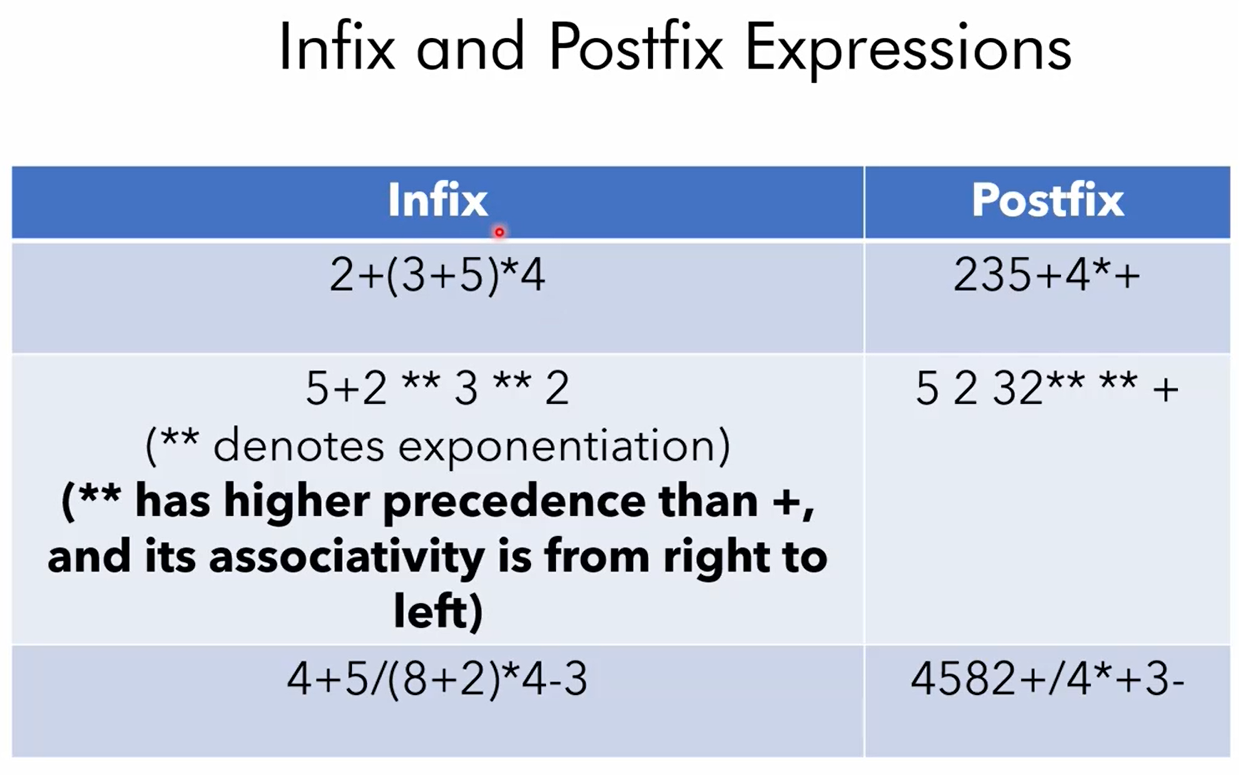 Infix and Postfix Expressions
Infix
Postfix
2+(3+5)*4
235+4*+
5+2 ** 3 ** 2
(** denotes exponentiation)
(** has higher precedence than +,
and its associativity is from right to
left)
5 2 32** ** +
4+5/(8+2)*4-3
4582+/4*+3-